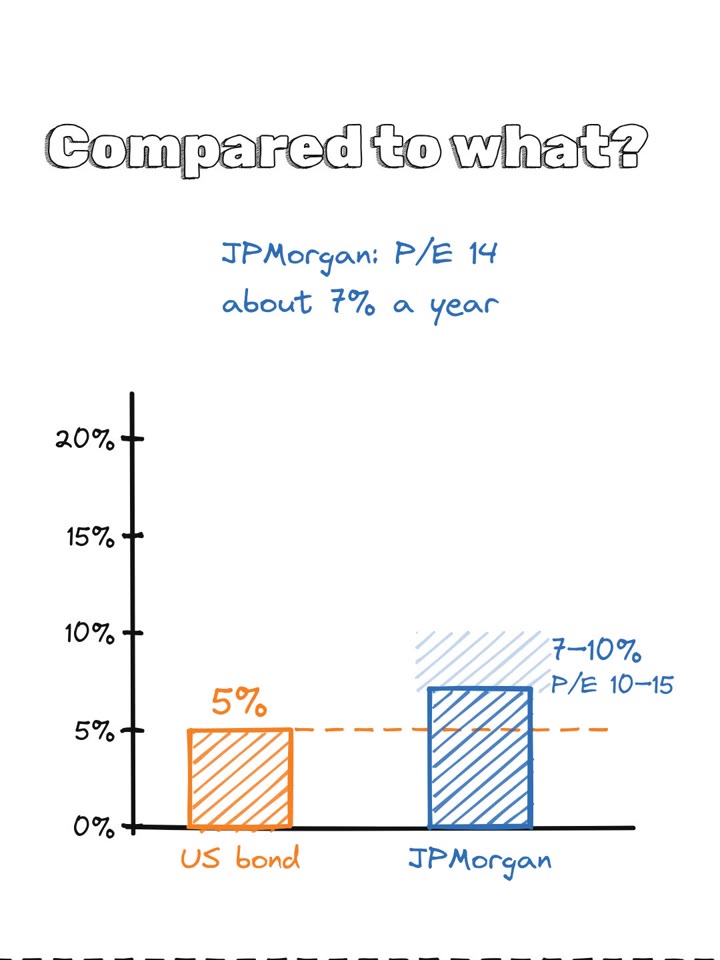 Compared to what?
JPMorgan: P/E 14
about 7% a year
20%
15%
10%
7–10%
P/E 10–15
5%
5%
0%
US bond
JPMorgan